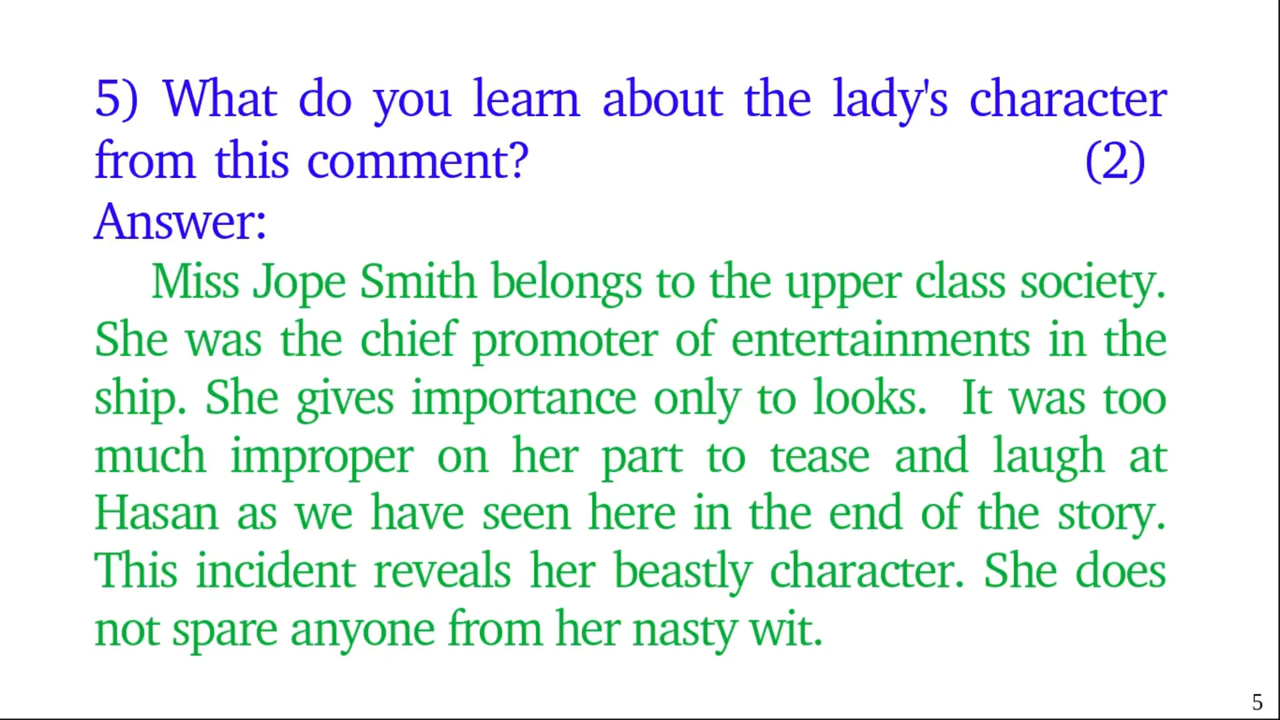 5) What do you learn about the lady's character
from this comment? (2)
Answer:
Miss Jope Smith belongs to the upper class society.
She was the chief promoter of entertainments in the
ship. She gives importance only to looks. It was too
much improper on her part to tease and laugh at
Hasan as we have seen here in the end of the story.
This incident reveals her beastly character. She does
not spare anyone from her nasty wit.
5